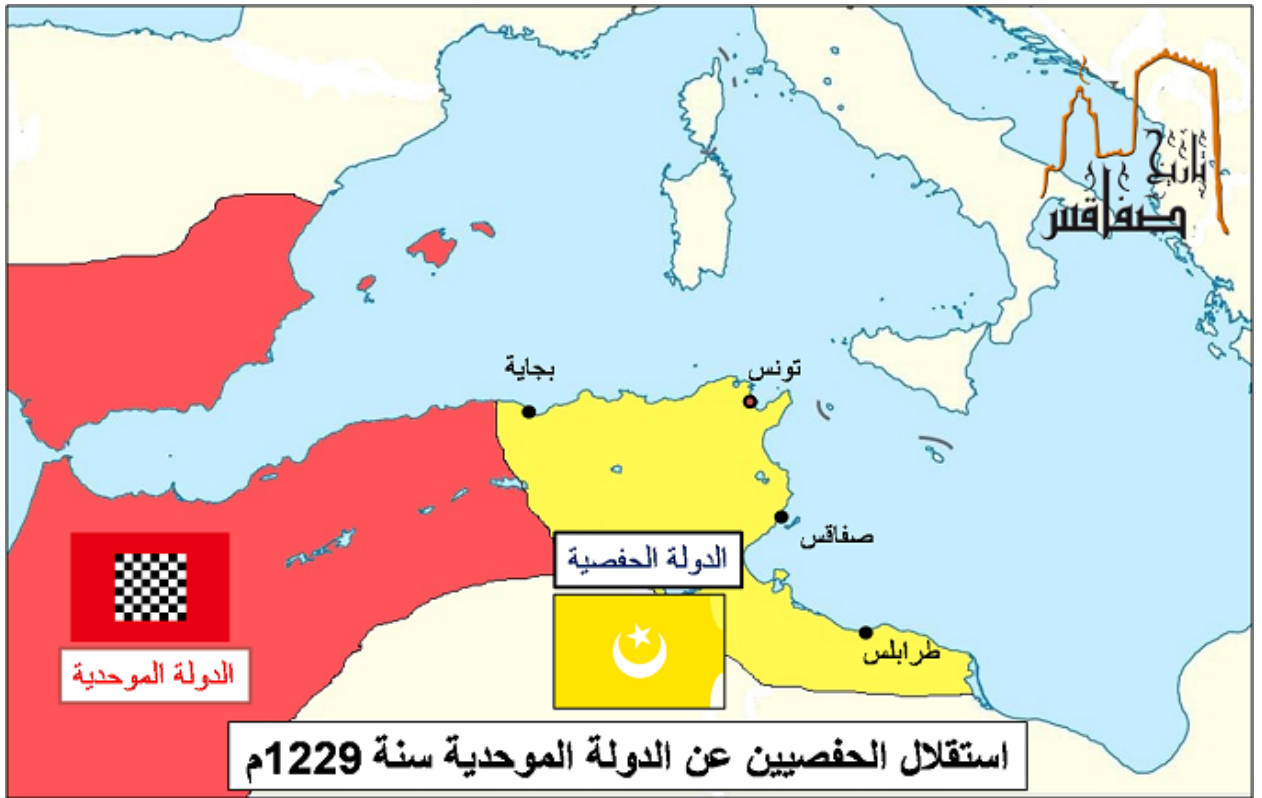 تاريخ
صفاقس
بجاية
تونس
صفاقس
الدولة الحفصية
طرابلس
الدولة الموحدية
استقلال الحفصيين عن الدولة الموحدية سنة 1229م